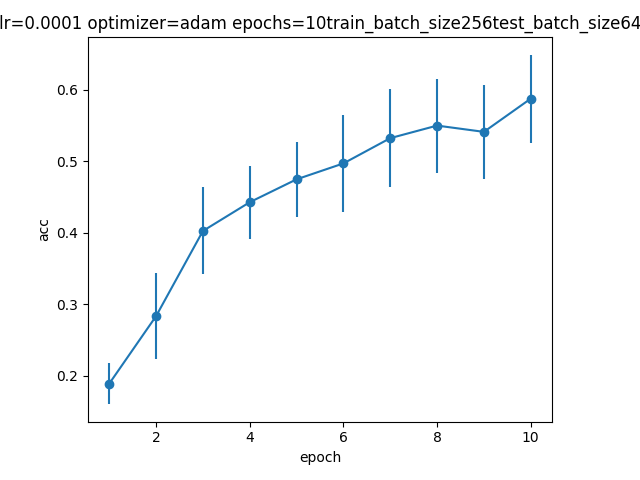 lr=0.0001 optimizer=adam epochs=10train_batch_size256test_batch_size64
0.6
0.5
0.4
0.3
0.2
acc
2 4 6 8 10
epoch